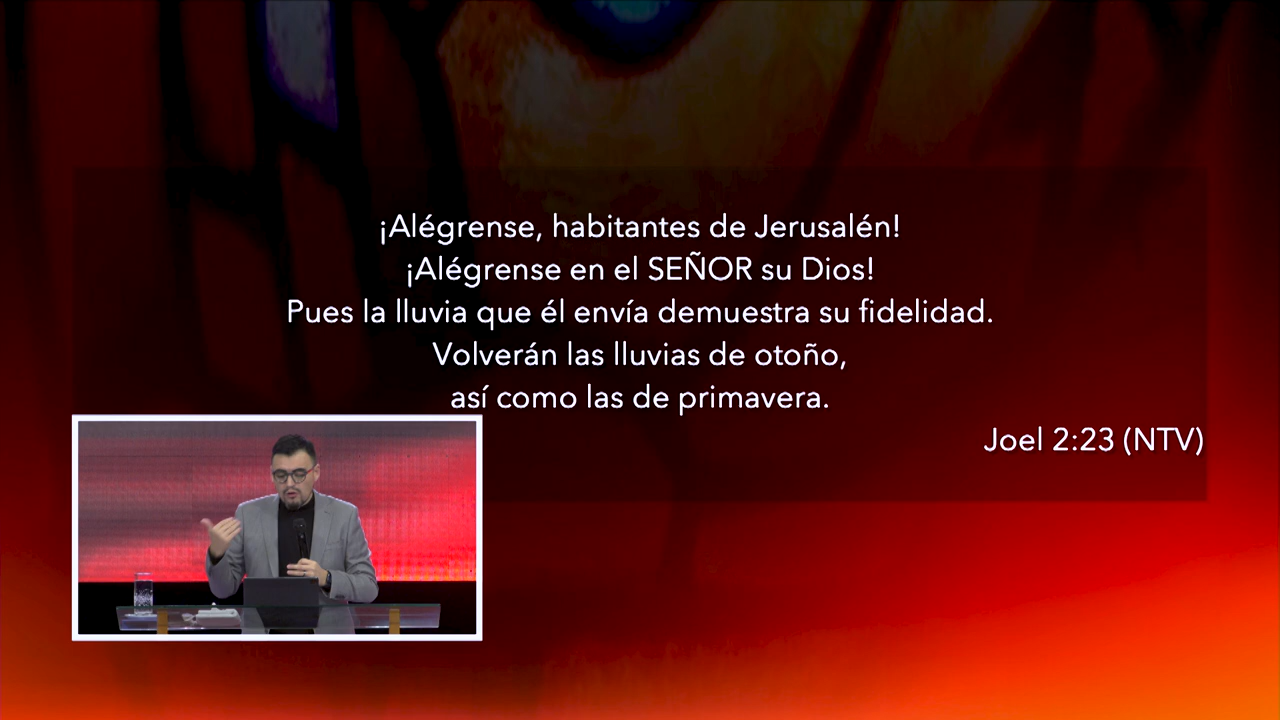 ¡Alégrense, habitantes de Jerusalén!
¡Alégrense en el SEÑOR su Dios!
Pues la lluvia que él envía demuestra su fidelidad.
Volverán las lluvias de otoño,
así como las de primavera.
Joel 2:23 (NTV)